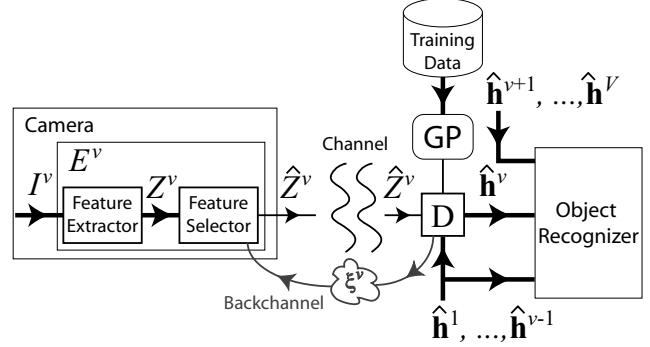 Training
Data
ĥ^{v+1}, ...,ĥ^V
Camera
Channel
GP
E^v
I^v
Z^v
Ẑ^v
Ẑ^v
ĥ^v
Feature
Extractor
Feature
Selector
D
Object
Recognizer
ξ^v
Backchannel
ĥ^1, ...,ĥ^{v-1}